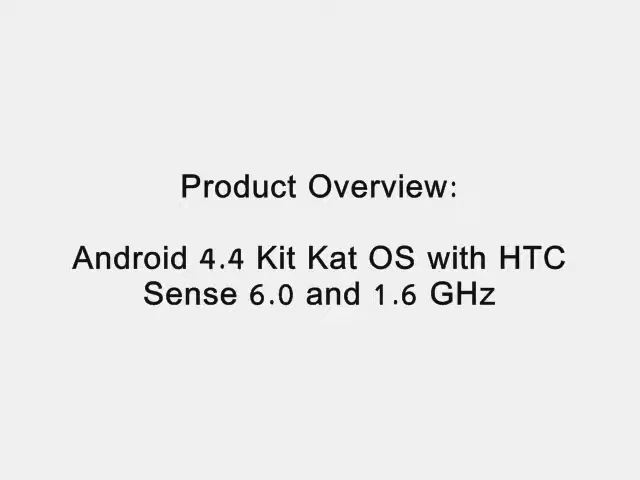 Product Overview:
Android 4.4 Kit Kat OS with HTC
Sense 6.0 and 1.6 GHz